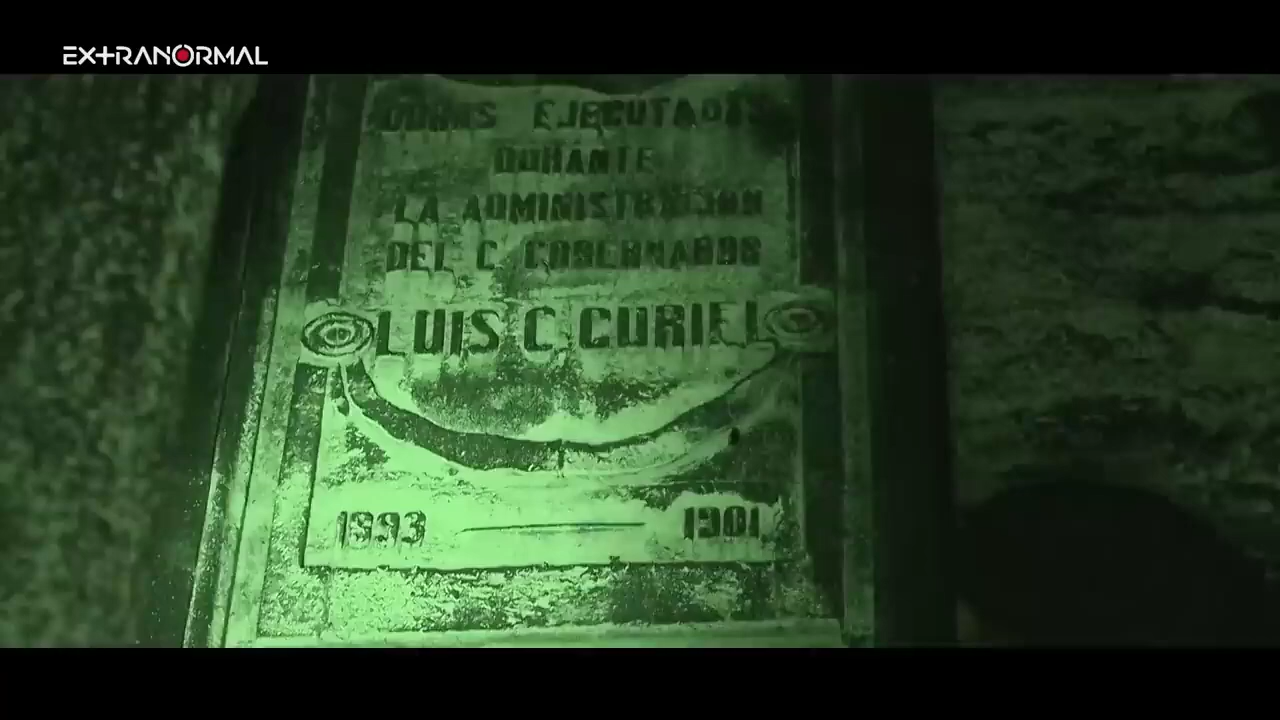 EXTRANORMAL
OBRAS EJECUTADAS
DURANTE
LA ADMINISTRACION
DEL C GOBERNADOR
LUIS C CURIEL
1893 — 1901